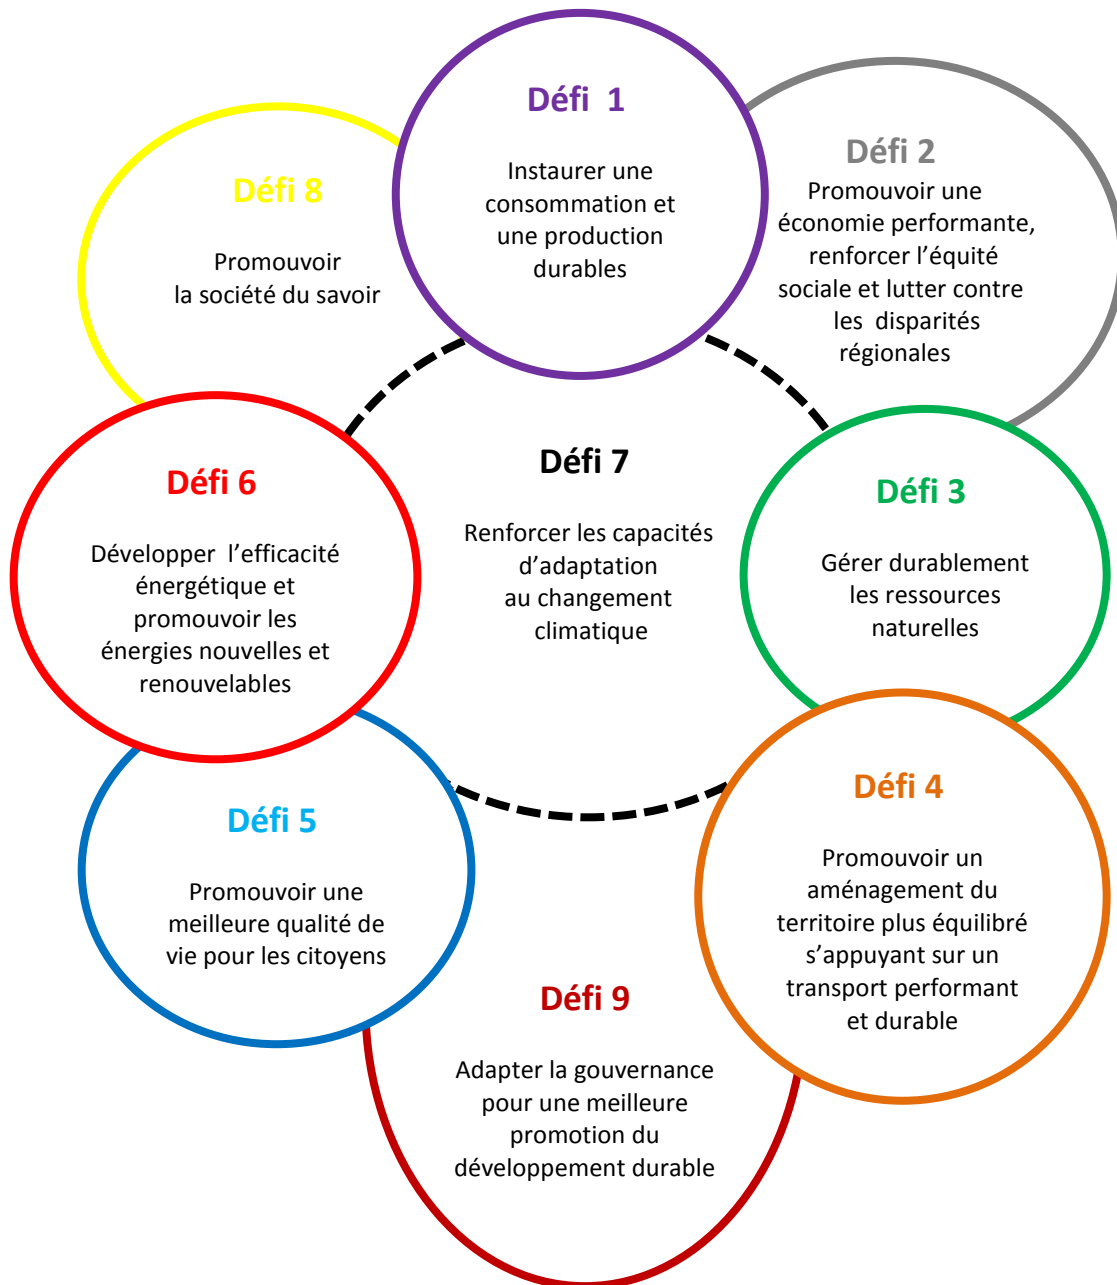 Défi 1
Instaurer une
consommation et
une production
durables
Défi 2
Promouvoir une
économie performante,
renforcer l’équité
sociale et lutter contre
les disparités
régionales
Défi 8
Promouvoir
la société du savoir
Défi 7
Renforcer les capacités
d’adaptation
au changement
climatique
Défi 6
Développer l’efficacité
énergétique et
promouvoir les
énergies nouvelles et
renouvelables
Défi 3
Gérer durablement
les ressources
naturelles
Défi 4
Promouvoir un
aménagement du
territoire plus équilibré
s’appuyant sur un
transport performant
et durable
Défi 5
Promouvoir une
meilleure qualité de
vie pour les citoyens
Défi 9
Adapter la gouvernance
pour une meilleure
promotion du
développement durable